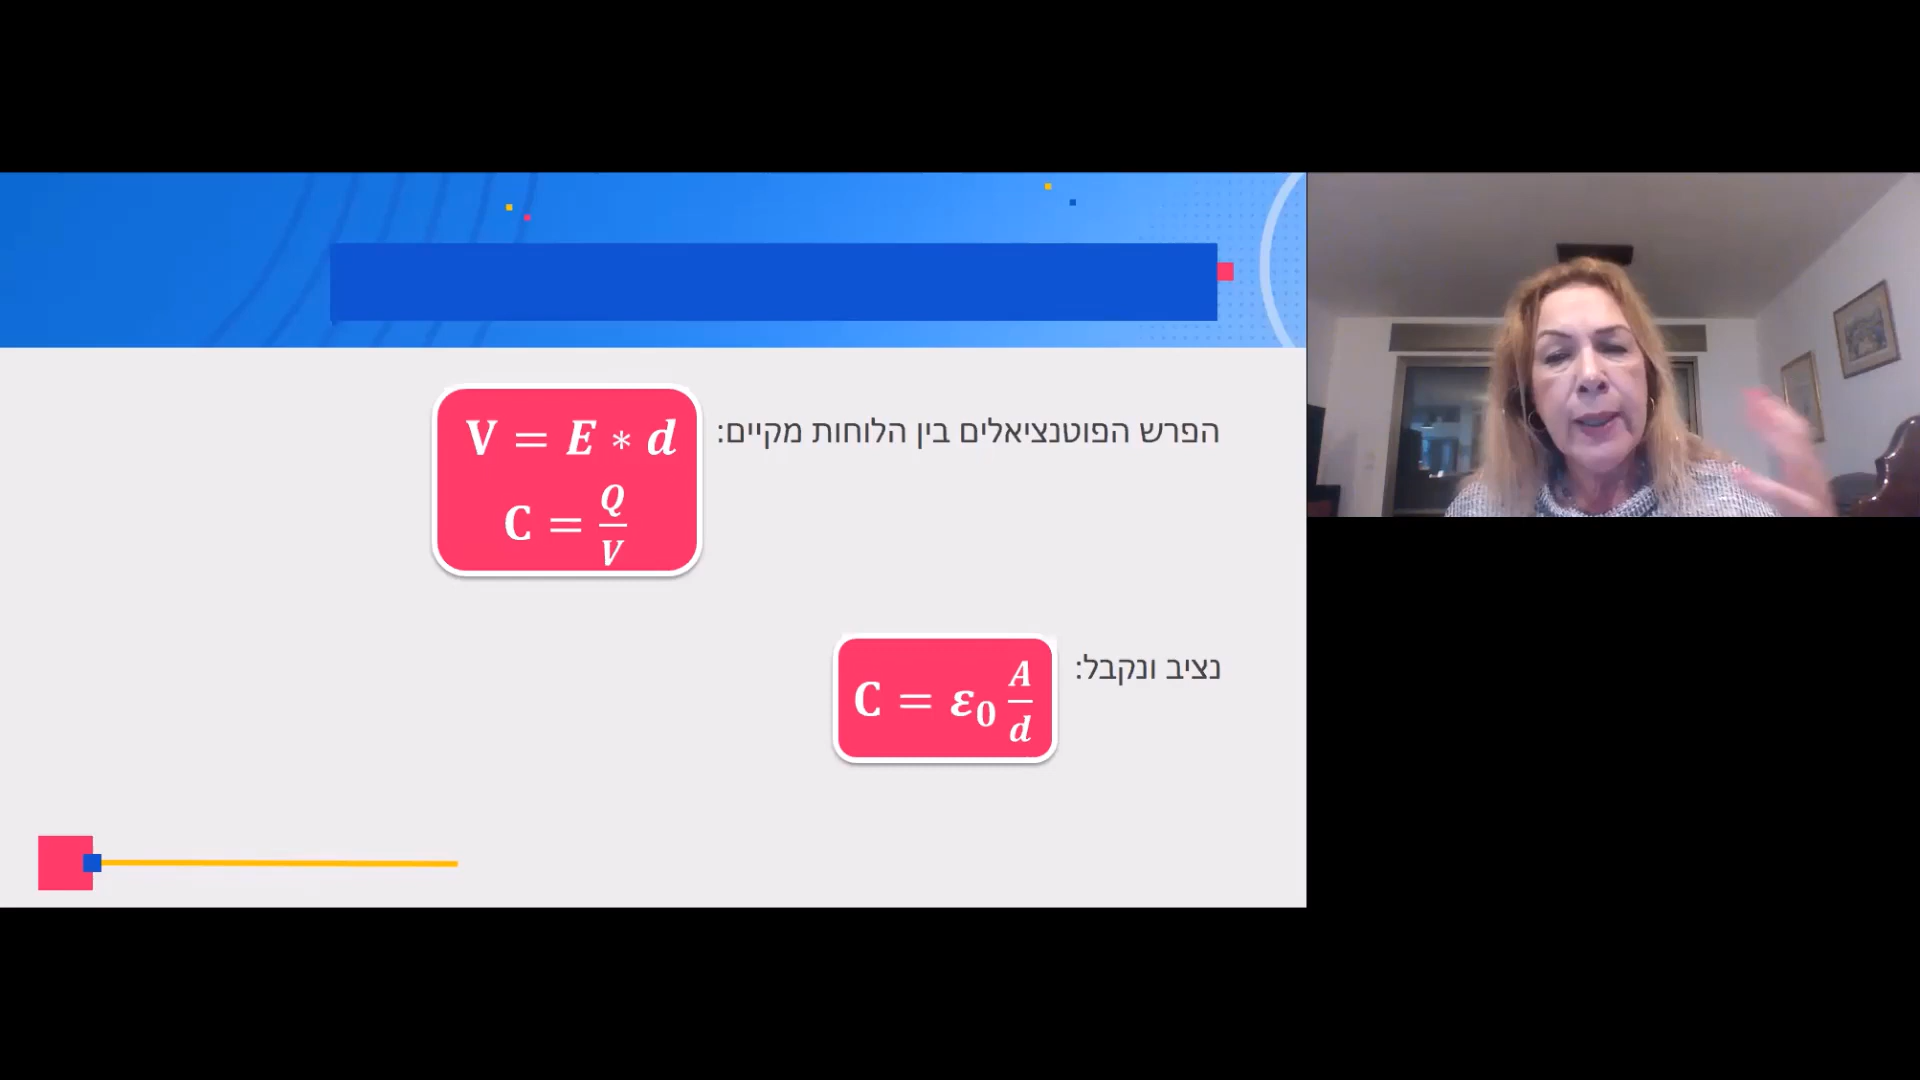 הפרש הפוטנציאלים בין הלוחות מקיים:
V = E * d
C = Q/V
נציב ונקבל:
C = ε₀ A/d